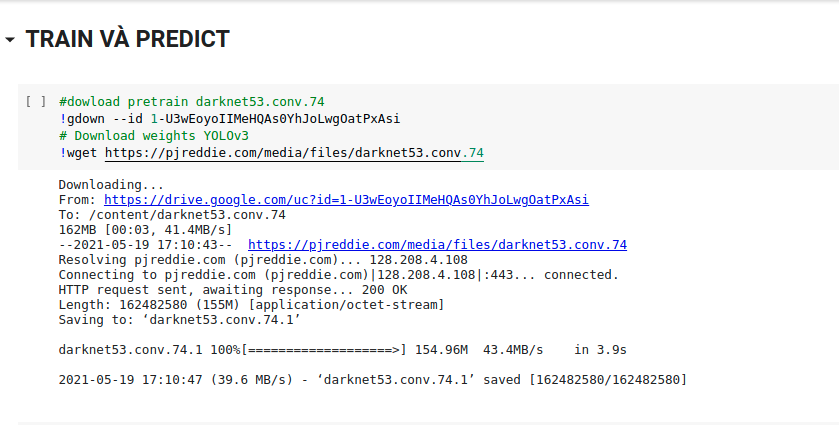 TRAIN VÀ PREDICT
[ ] #dowload pretrain darknet53.conv.74
!gdown --id 1-U3wEoyoIIMeHQAs0YhJoLwgOatPxAsi
# Download weights YOLOv3
!wget https://pjreddie.com/media/files/darknet53.conv.74
Downloading...
From: https://drive.google.com/uc?id=1-U3wEoyoIIMeHQAs0YhJoLwgOatPxAsi
To: /content/darknet53.conv.74
162MB [00:03, 41.4MB/s]
--2021-05-19 17:10:43-- https://pjreddie.com/media/files/darknet53.conv.74
Resolving pjreddie.com (pjreddie.com)... 128.208.4.108
Connecting to pjreddie.com (pjreddie.com)|128.208.4.108|:443... connected.
HTTP request sent, awaiting response... 200 OK
Length: 162482580 (155M) [application/octet-stream]
Saving to: ‘darknet53.conv.74.1’
darknet53.conv.74.1 100%[===================>] 154.96M 43.4MB/s in 3.9s
2021-05-19 17:10:47 (39.6 MB/s) - ‘darknet53.conv.74.1’ saved [162482580/162482580]